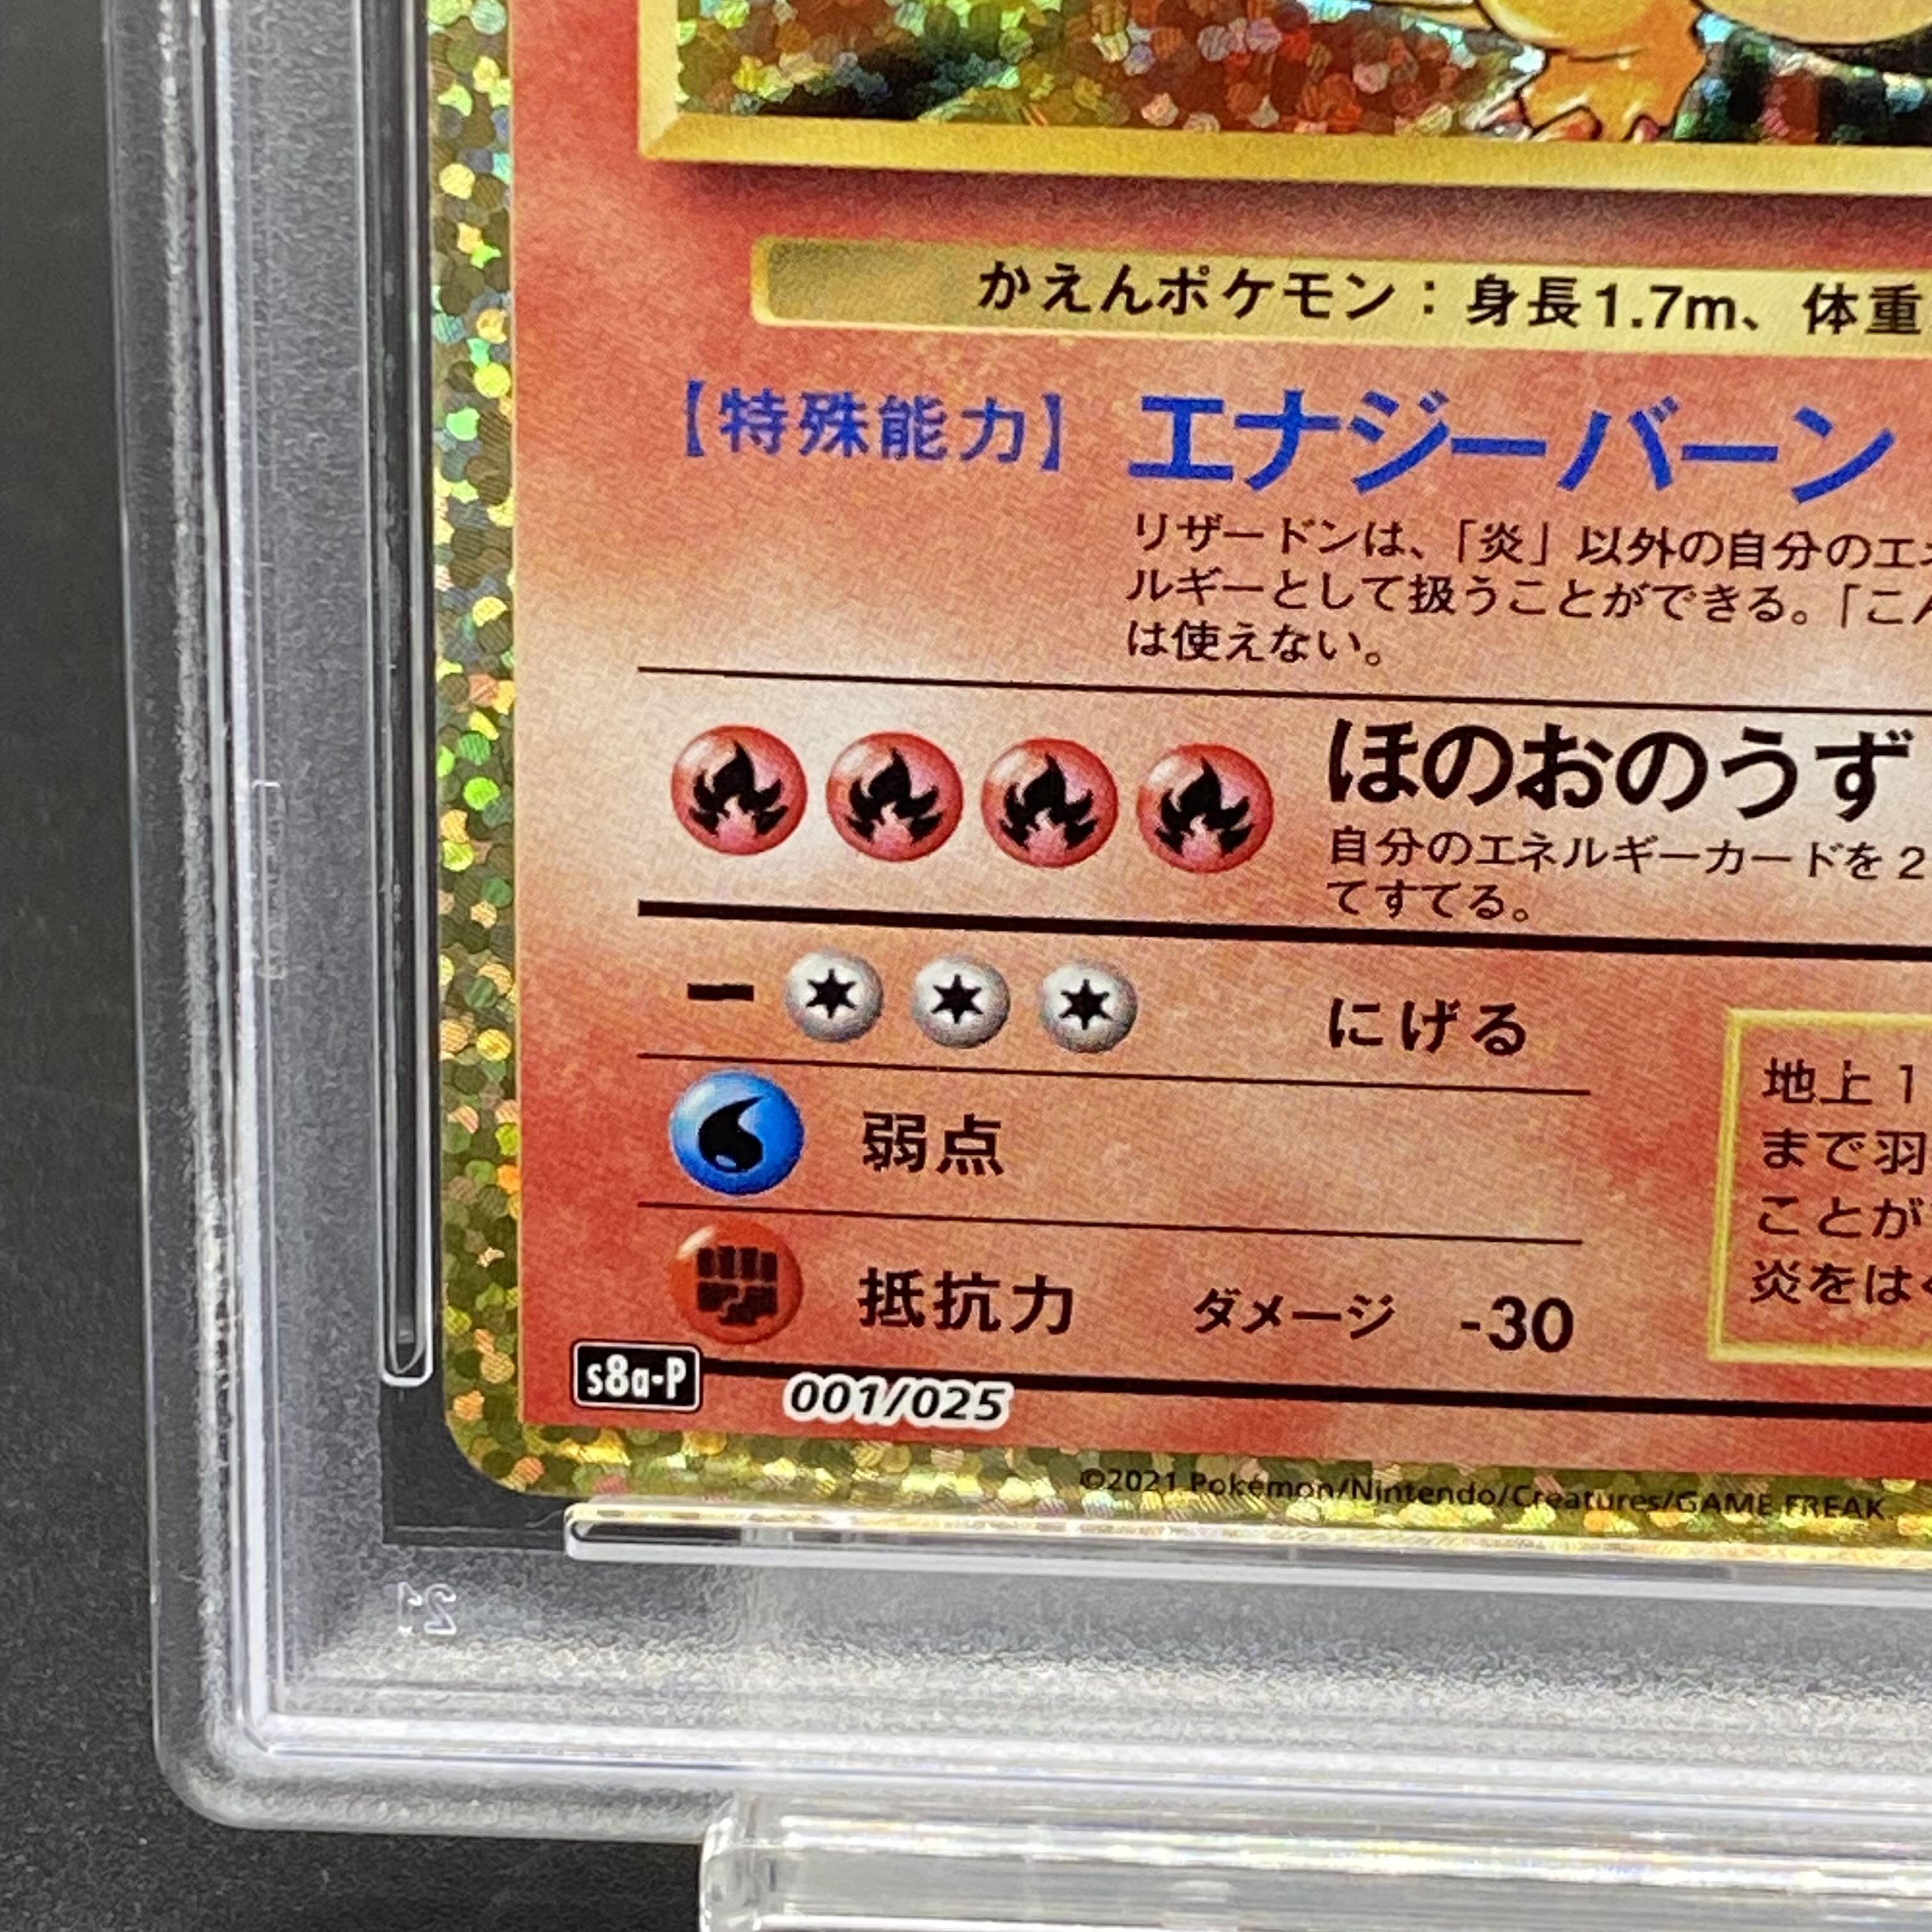 かえんポケモン：身長1.7m、体重
【特殊能力】 エナジーバーン
リザードンは、「炎」以外の自分のエネ
ルギーとして扱うことができる。「こん
は使えない。
ほのおのうず
自分のエネルギーカードを2
てすてる。
にげる
弱点
抵抗力 ダメージ -30
地上1
まで羽
ことが
炎をは
s8a-P 001/025
©2021 Pokémon/Nintendo/Creatures/GAME FREAK.
21